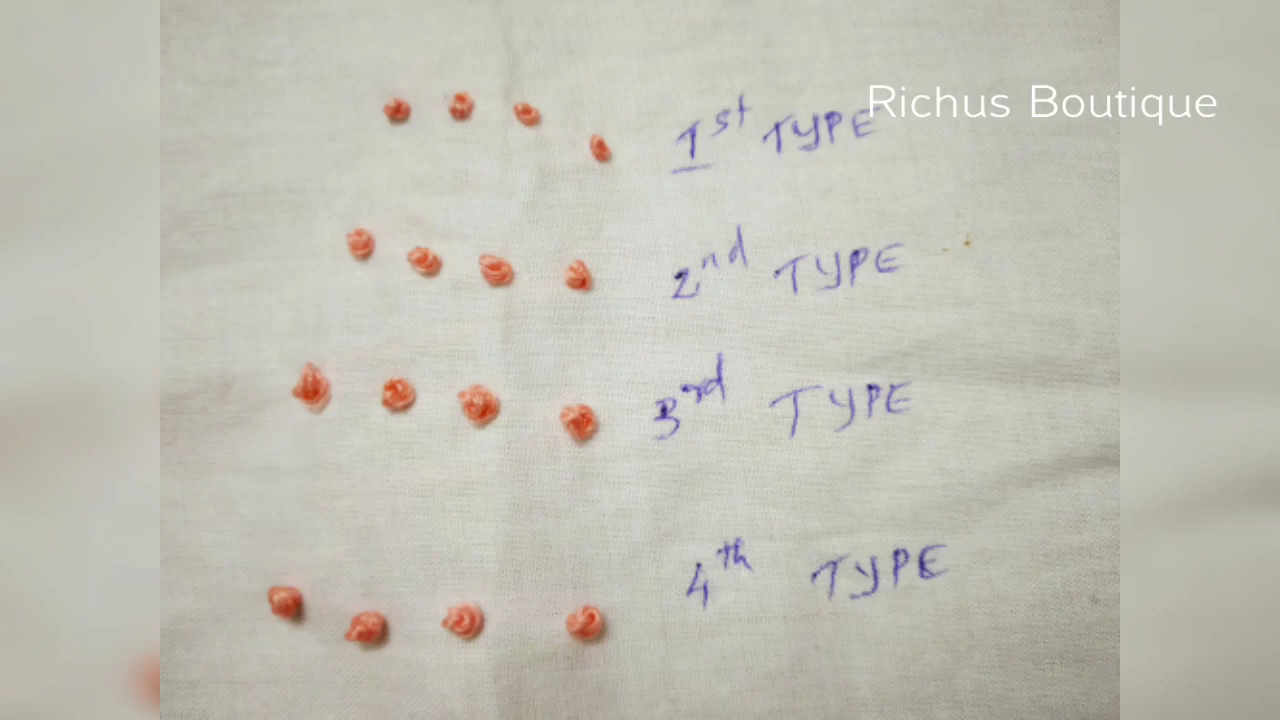 Richus Boutique
1st TYPE
2nd TYPE
3rd TYPE
4th TYPE